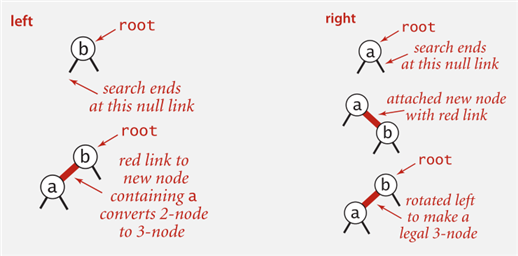 left
root
b
search ends
at this null link
root
b
a
red link to
new node
containing a
converts 2-node
to 3-node
right
root
a
search ends
at this null link
a
attached new node
with red link
b
root
b
a
rotated left
to make a
legal 3-node